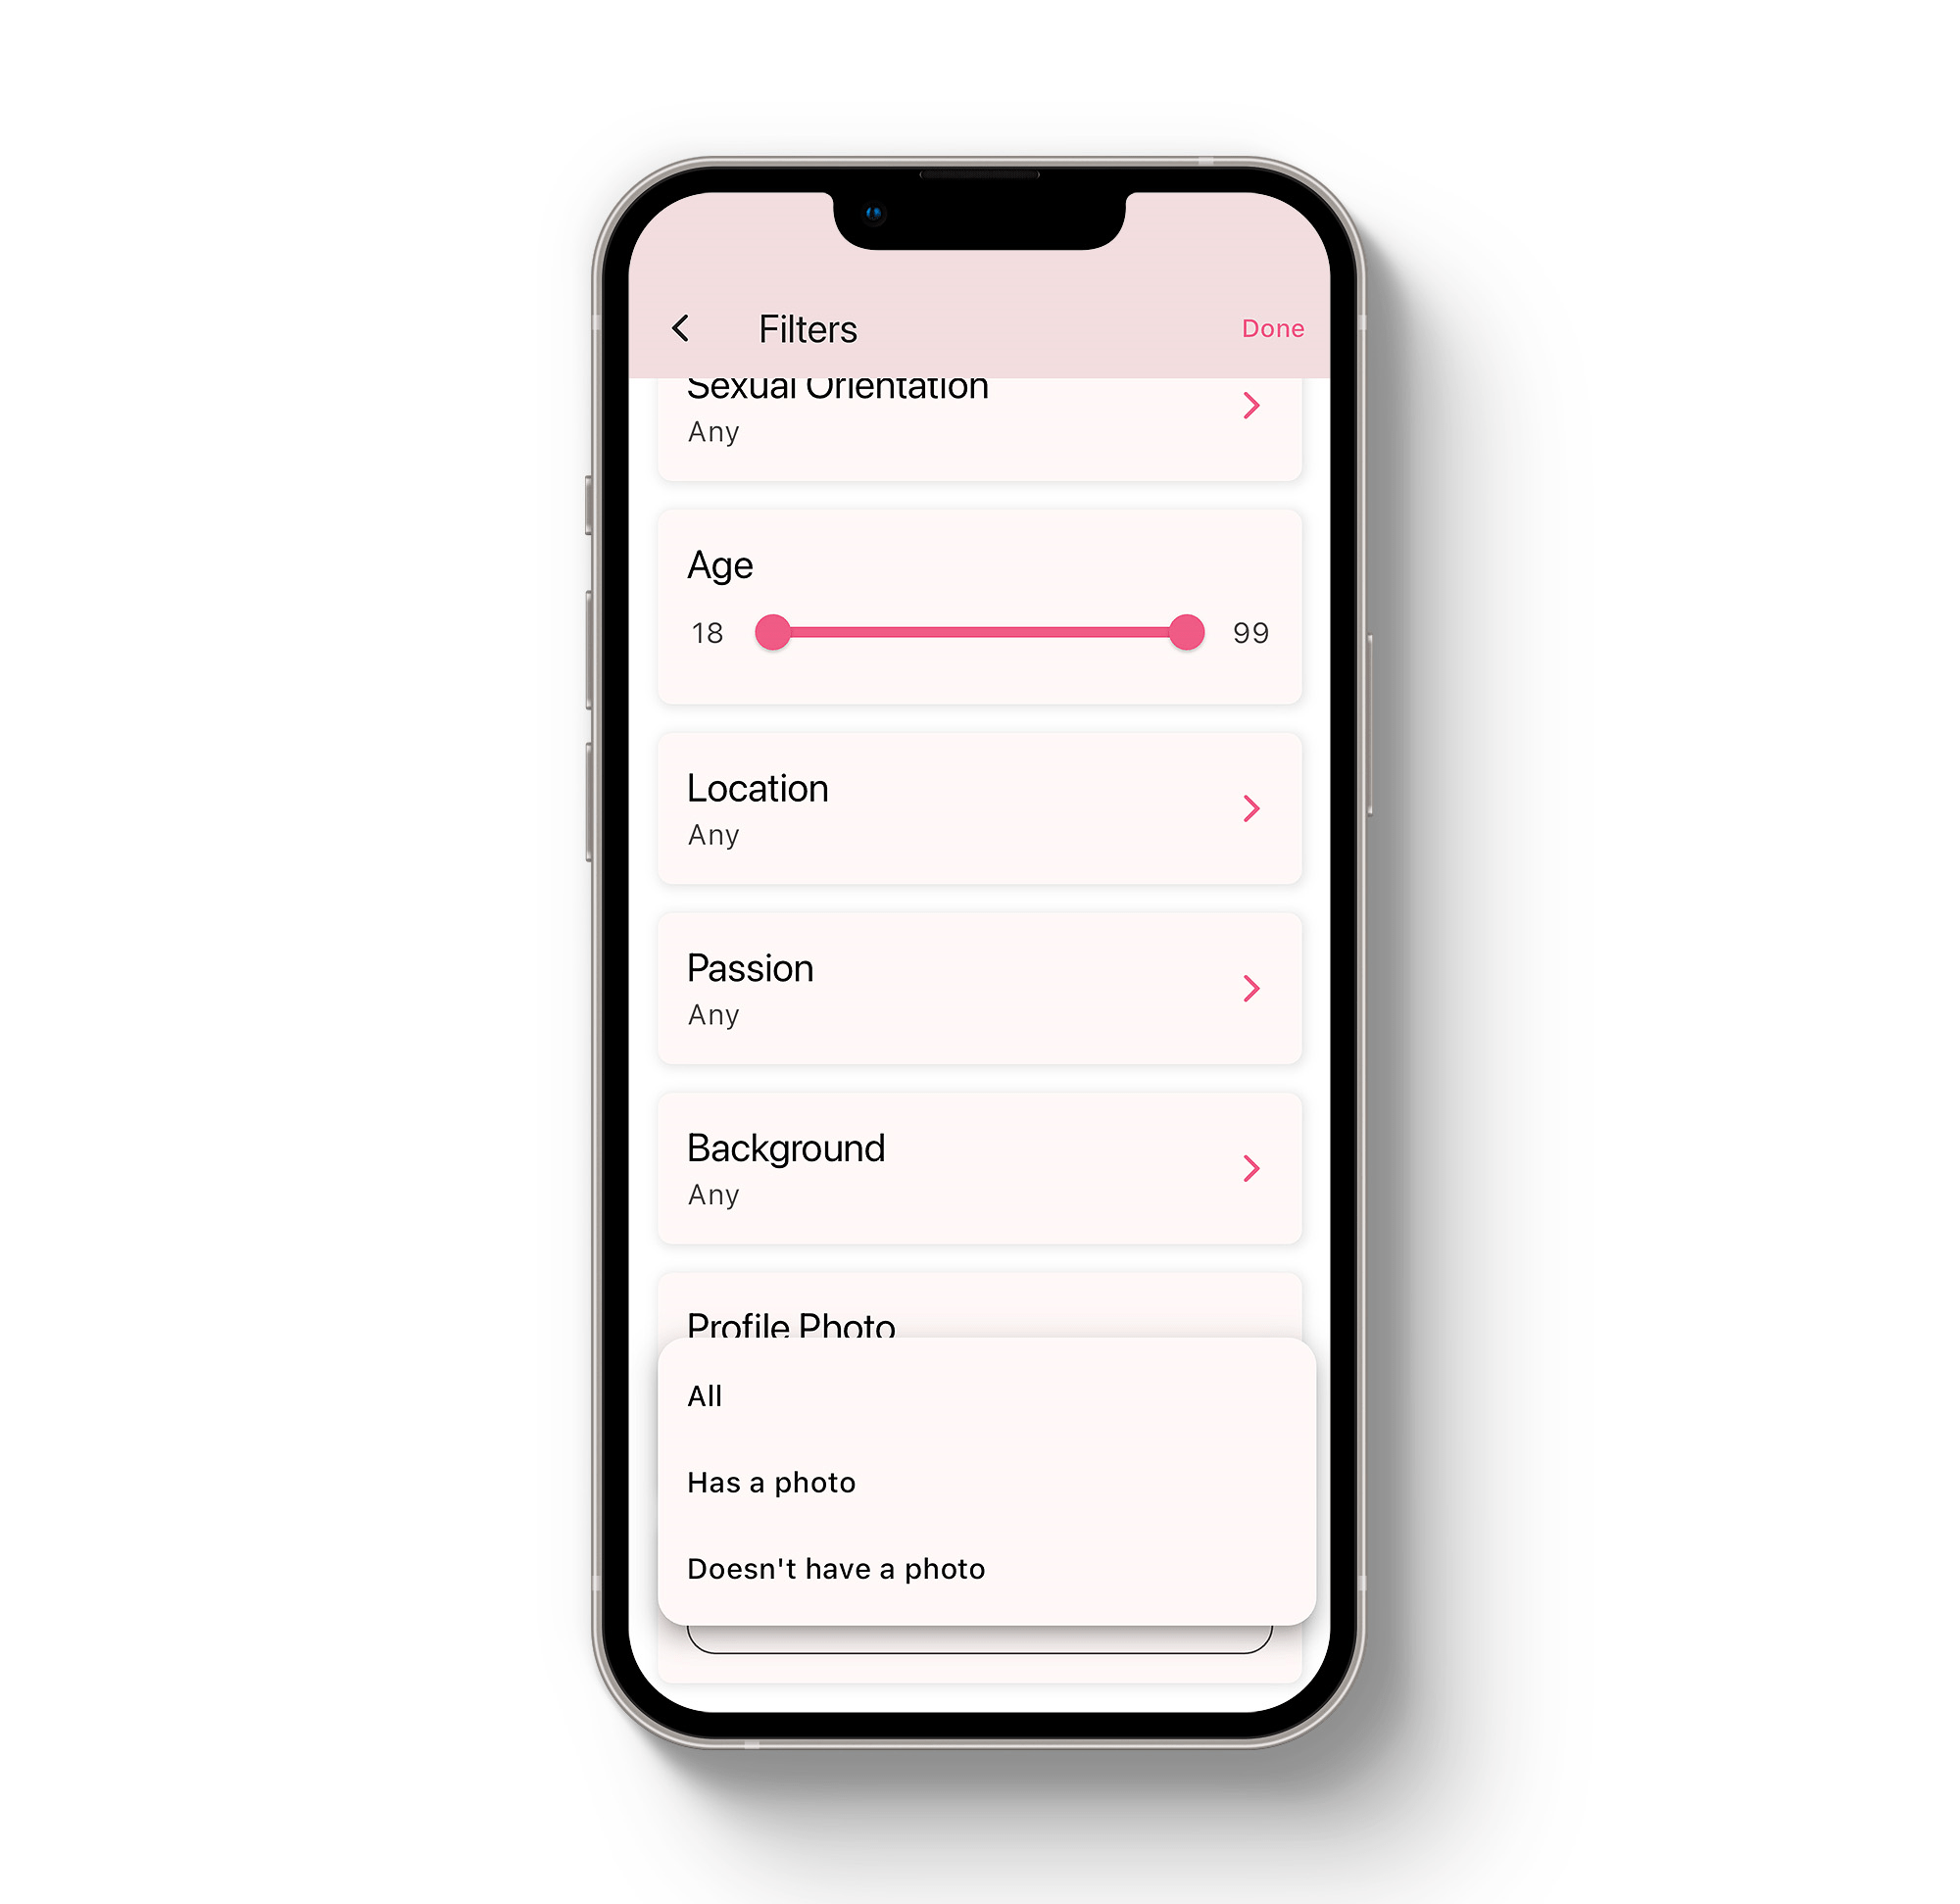 Filters
Done
Sexual Orientation
Any
Age
18
99
Location
Any
Passion
Any
Background
Any
Profile Photo
All
Has a photo
Doesn't have a photo